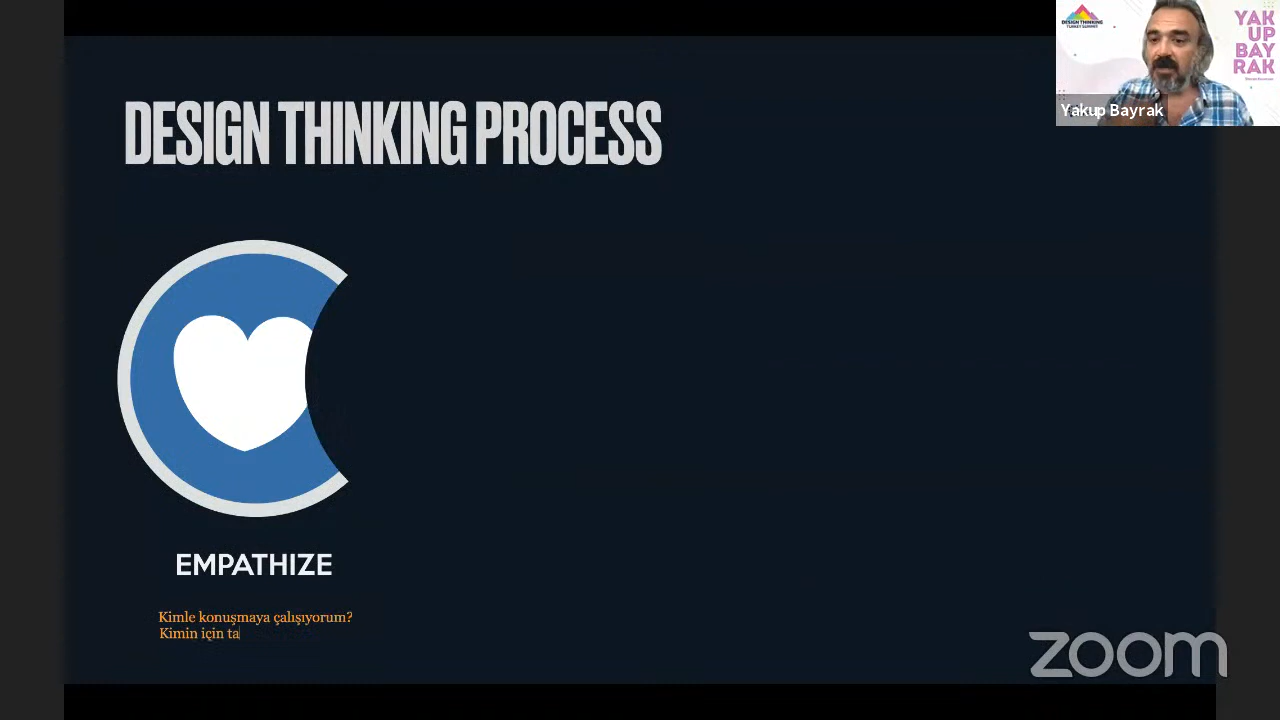 DESIGN THINKING PROCESS
EMPATHIZE
Kimle konuşmaya çalışıyorum?
Kimin için ta
DESIGN THINKING
YAK
UP
BAY
RAK
Yakup Bayrak
zoom